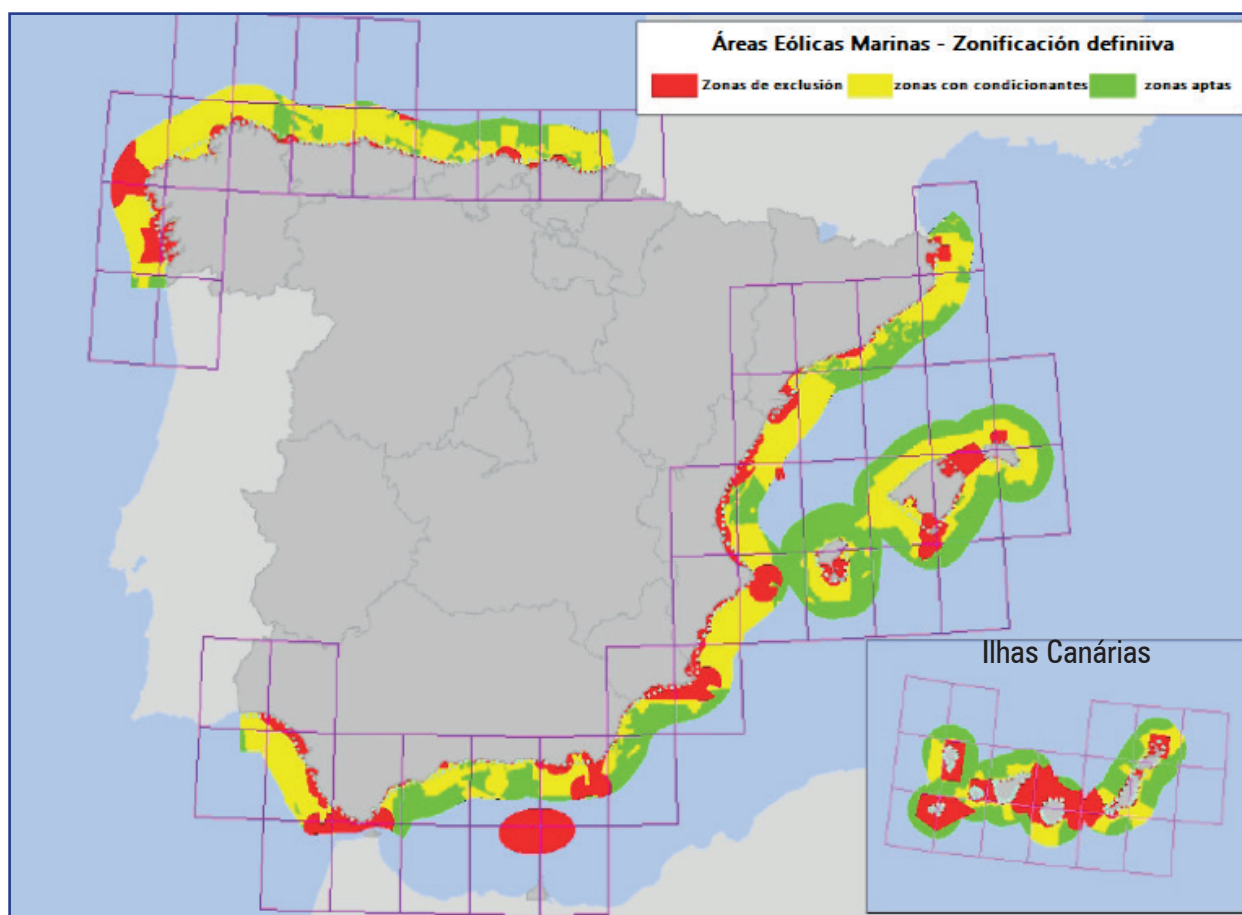 Áreas Eólicas Marinas - Zonificación definiiva
Zonas de exclusión zonas con condicionantes zonas aptas
Ilhas Canárias